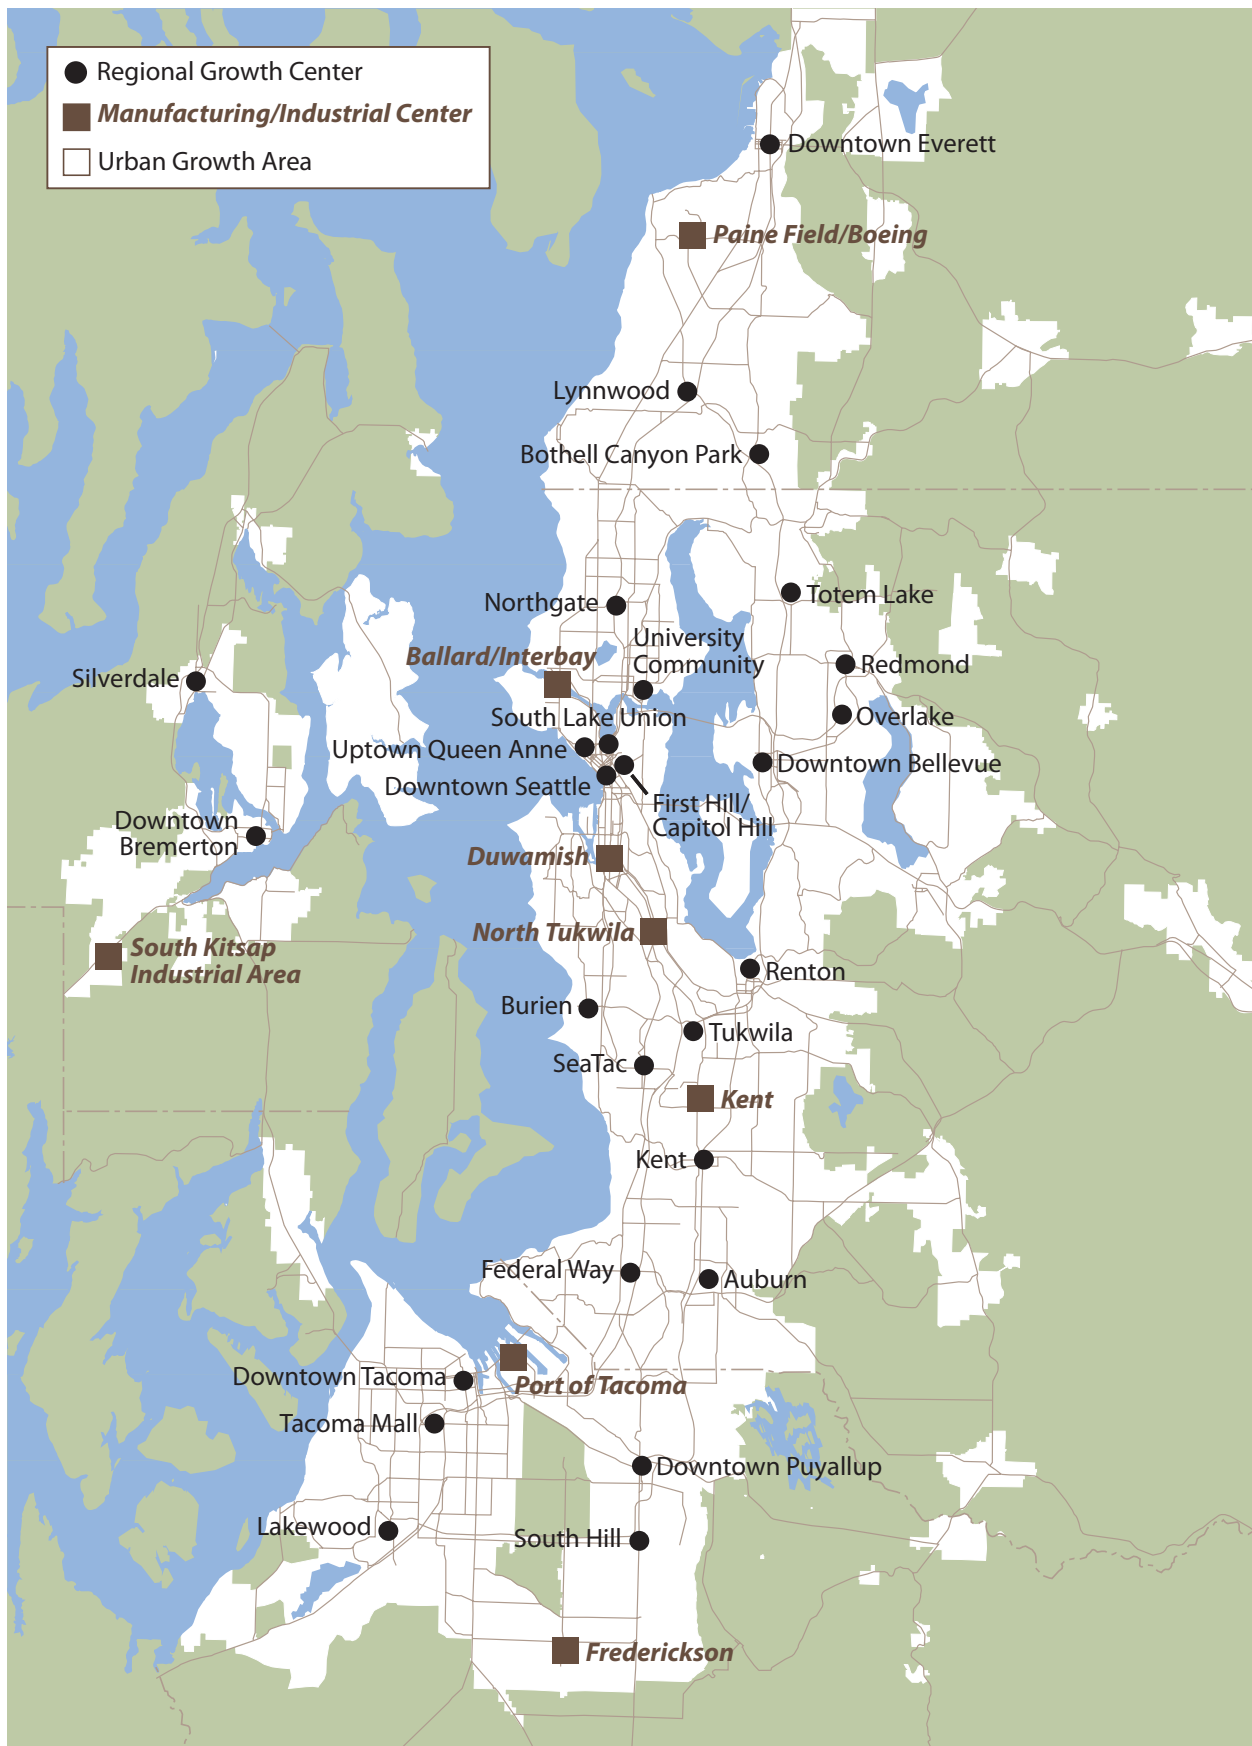 Regional Growth Center
Manufacturing/Industrial Center
Urban Growth Area
Downtown Everett
Paine Field/Boeing
Lynnwood
Bothell Canyon Park
Totem Lake
Northgate
University
Community
Ballard/Interbay
Redmond
Silverdale
South Lake Union
Overlake
Uptown Queen Anne
Downtown Bellevue
Downtown Seattle
First Hill/
Capitol Hill
Downtown
Bremerton
Duwamish
North Tukwila
South Kitsap
Industrial Area
Renton
Burien
Tukwila
SeaTac
Kent
Kent
Federal Way
Auburn
Downtown Tacoma
Port of Tacoma
Tacoma Mall
Downtown Puyallup
Lakewood
South Hill
Frederickson